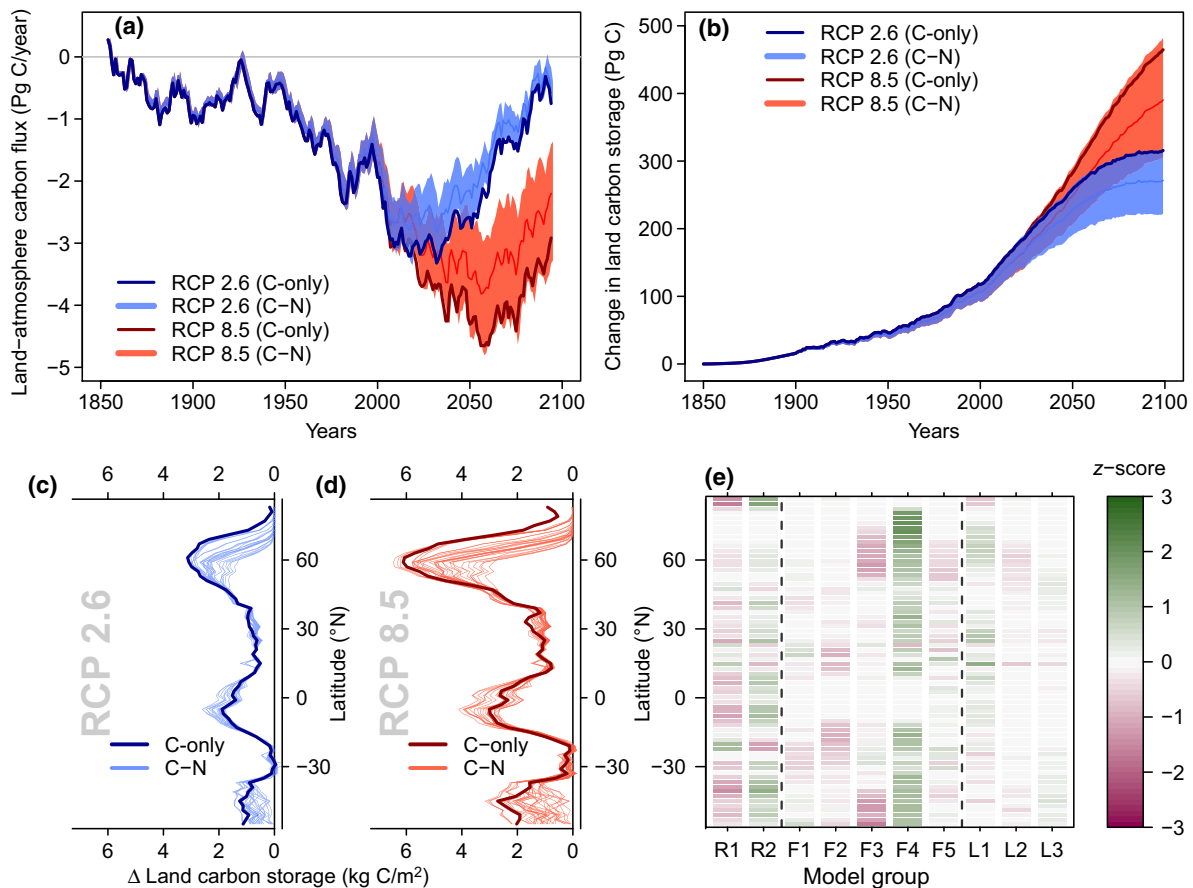 (a)
Land−atmosphere carbon flux (Pg C/year)
0
−1
−2
−3
−4
−5
RCP 2.6 (C-only)
RCP 2.6 (C−N)
RCP 8.5 (C-only)
RCP 8.5 (C−N)
1850 1900 1950 2000 2050 2100
Years
(b)
Change in land carbon storage (Pg C)
500
400
300
200
100
0
RCP 2.6 (C-only)
RCP 2.6 (C−N)
RCP 8.5 (C-only)
RCP 8.5 (C−N)
1850 1900 1950 2000 2050 2100
Years
(c)
6 4 2 0
RCP 2.6
60
30
0
−30
Latitude (°N)
C-only
C−N
6 4 2 0
(d)
6 4 2 0
RCP 8.5
60
30
0
−30
Latitude (°N)
C−only
C−N
6 4 2 0
Δ Land carbon storage (kg C/m²)
(e)
60
30
0
−30
R1 R2 F1 F2 F3 F4 F5 L1 L2 L3
Model group
z−score
3
2
1
0
−1
−2
−3